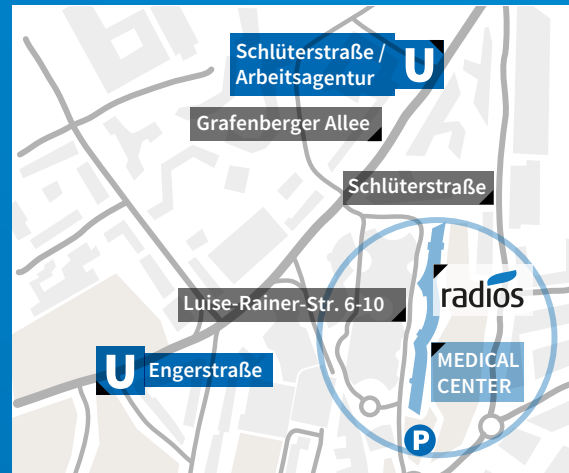 Schlüterstraße /
Arbeitsagentur
U
Grafenberger Allee
Schlüterstraße
radios
Luise-Rainer-Str. 6-10
MEDICAL
CENTER
U
Engerstraße
P